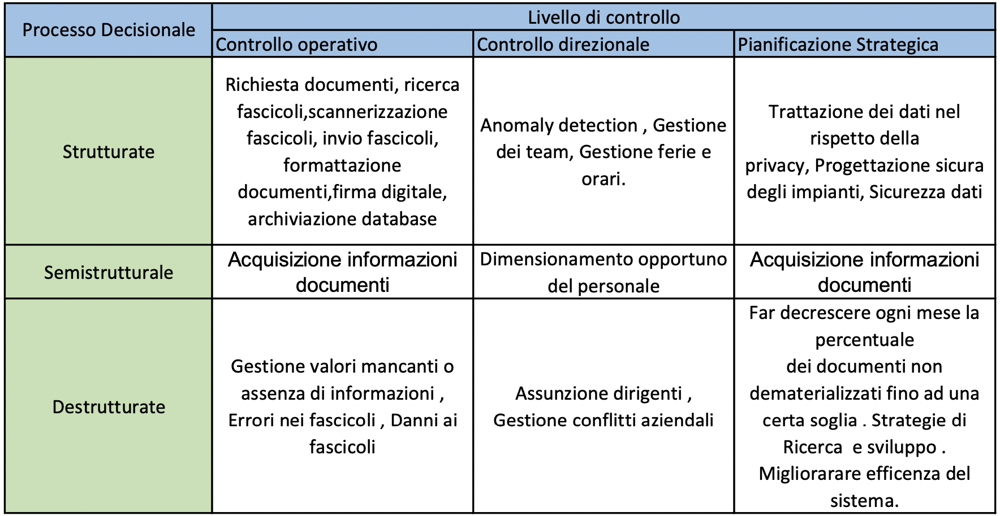 Processo Decisionale
Livello di controllo
Controllo operativo
Controllo direzionale
Pianificazione Strategica
Strutturate
Richiesta documenti, ricerca
fascicoli,scannerizzazione
fascicoli, invio fascicoli,
formattazione
documenti,firma digitale,
archiviazione database
Anomaly detection , Gestione
dei team, Gestione ferie e
orari.
Trattazione dei dati nel
rispetto della
privacy, Progettazione sicura
degli impianti, Sicurezza dati
Semistrutturale
Acquisizione informazioni
documenti
Dimensionamento opportuno
del personale
Acquisizione informazioni
documenti
Destrutturate
Gestione valori mancanti o
assenza di informazioni ,
Errori nei fascicoli , Danni ai
fascicoli
Assunzione dirigenti ,
Gestione conflitti aziendali
Far decrescere ogni mese la
percentuale
dei documenti non
dematerializzati fino ad una
certa soglia . Strategie di
Ricerca  e sviluppo .
Migliorarare efficenza del
sistema.